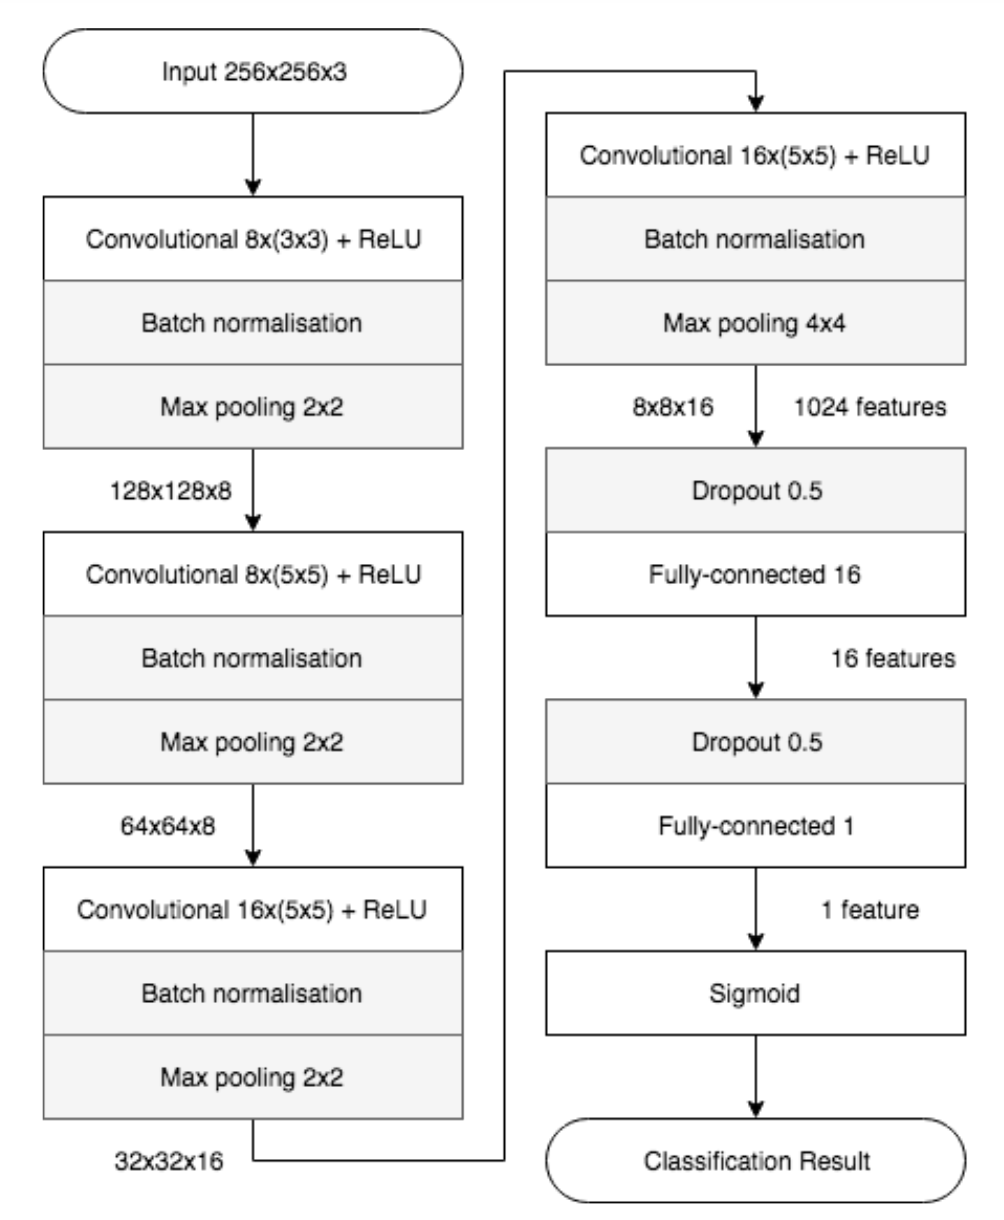 Input 256x256x3
Convolutional 8x(3x3) + ReLU
Batch normalisation
Max pooling 2x2
128x128x8
Convolutional 8x(5x5) + ReLU
Batch normalisation
Max pooling 2x2
64x64x8
Convolutional 16x(5x5) + ReLU
Batch normalisation
Max pooling 2x2
32x32x16
Convolutional 16x(5x5) + ReLU
Batch normalisation
Max pooling 4x4
8x8x16 1024 features
Dropout 0.5
Fully-connected 16
16 features
Dropout 0.5
Fully-connected 1
1 feature
Sigmoid
Classification Result